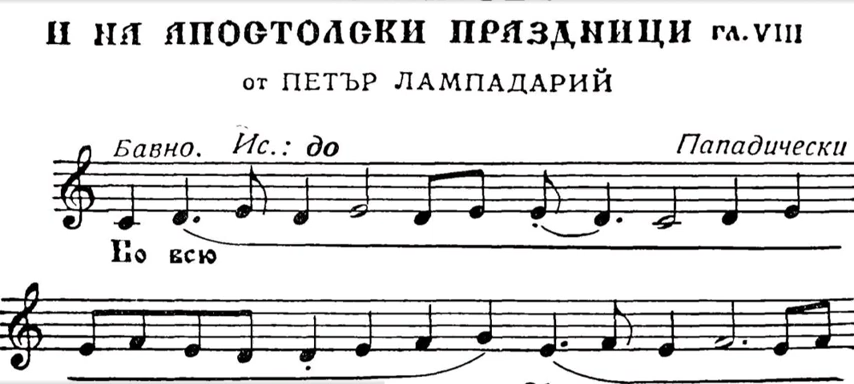 И НА АПОСТОЛСКИ ПРАЗДНИЦИ ГЛ. VIII
от ПЕТЪР ЛАМПАДАРИЙ
Бавно. Ис.: до Пападически
Во всю